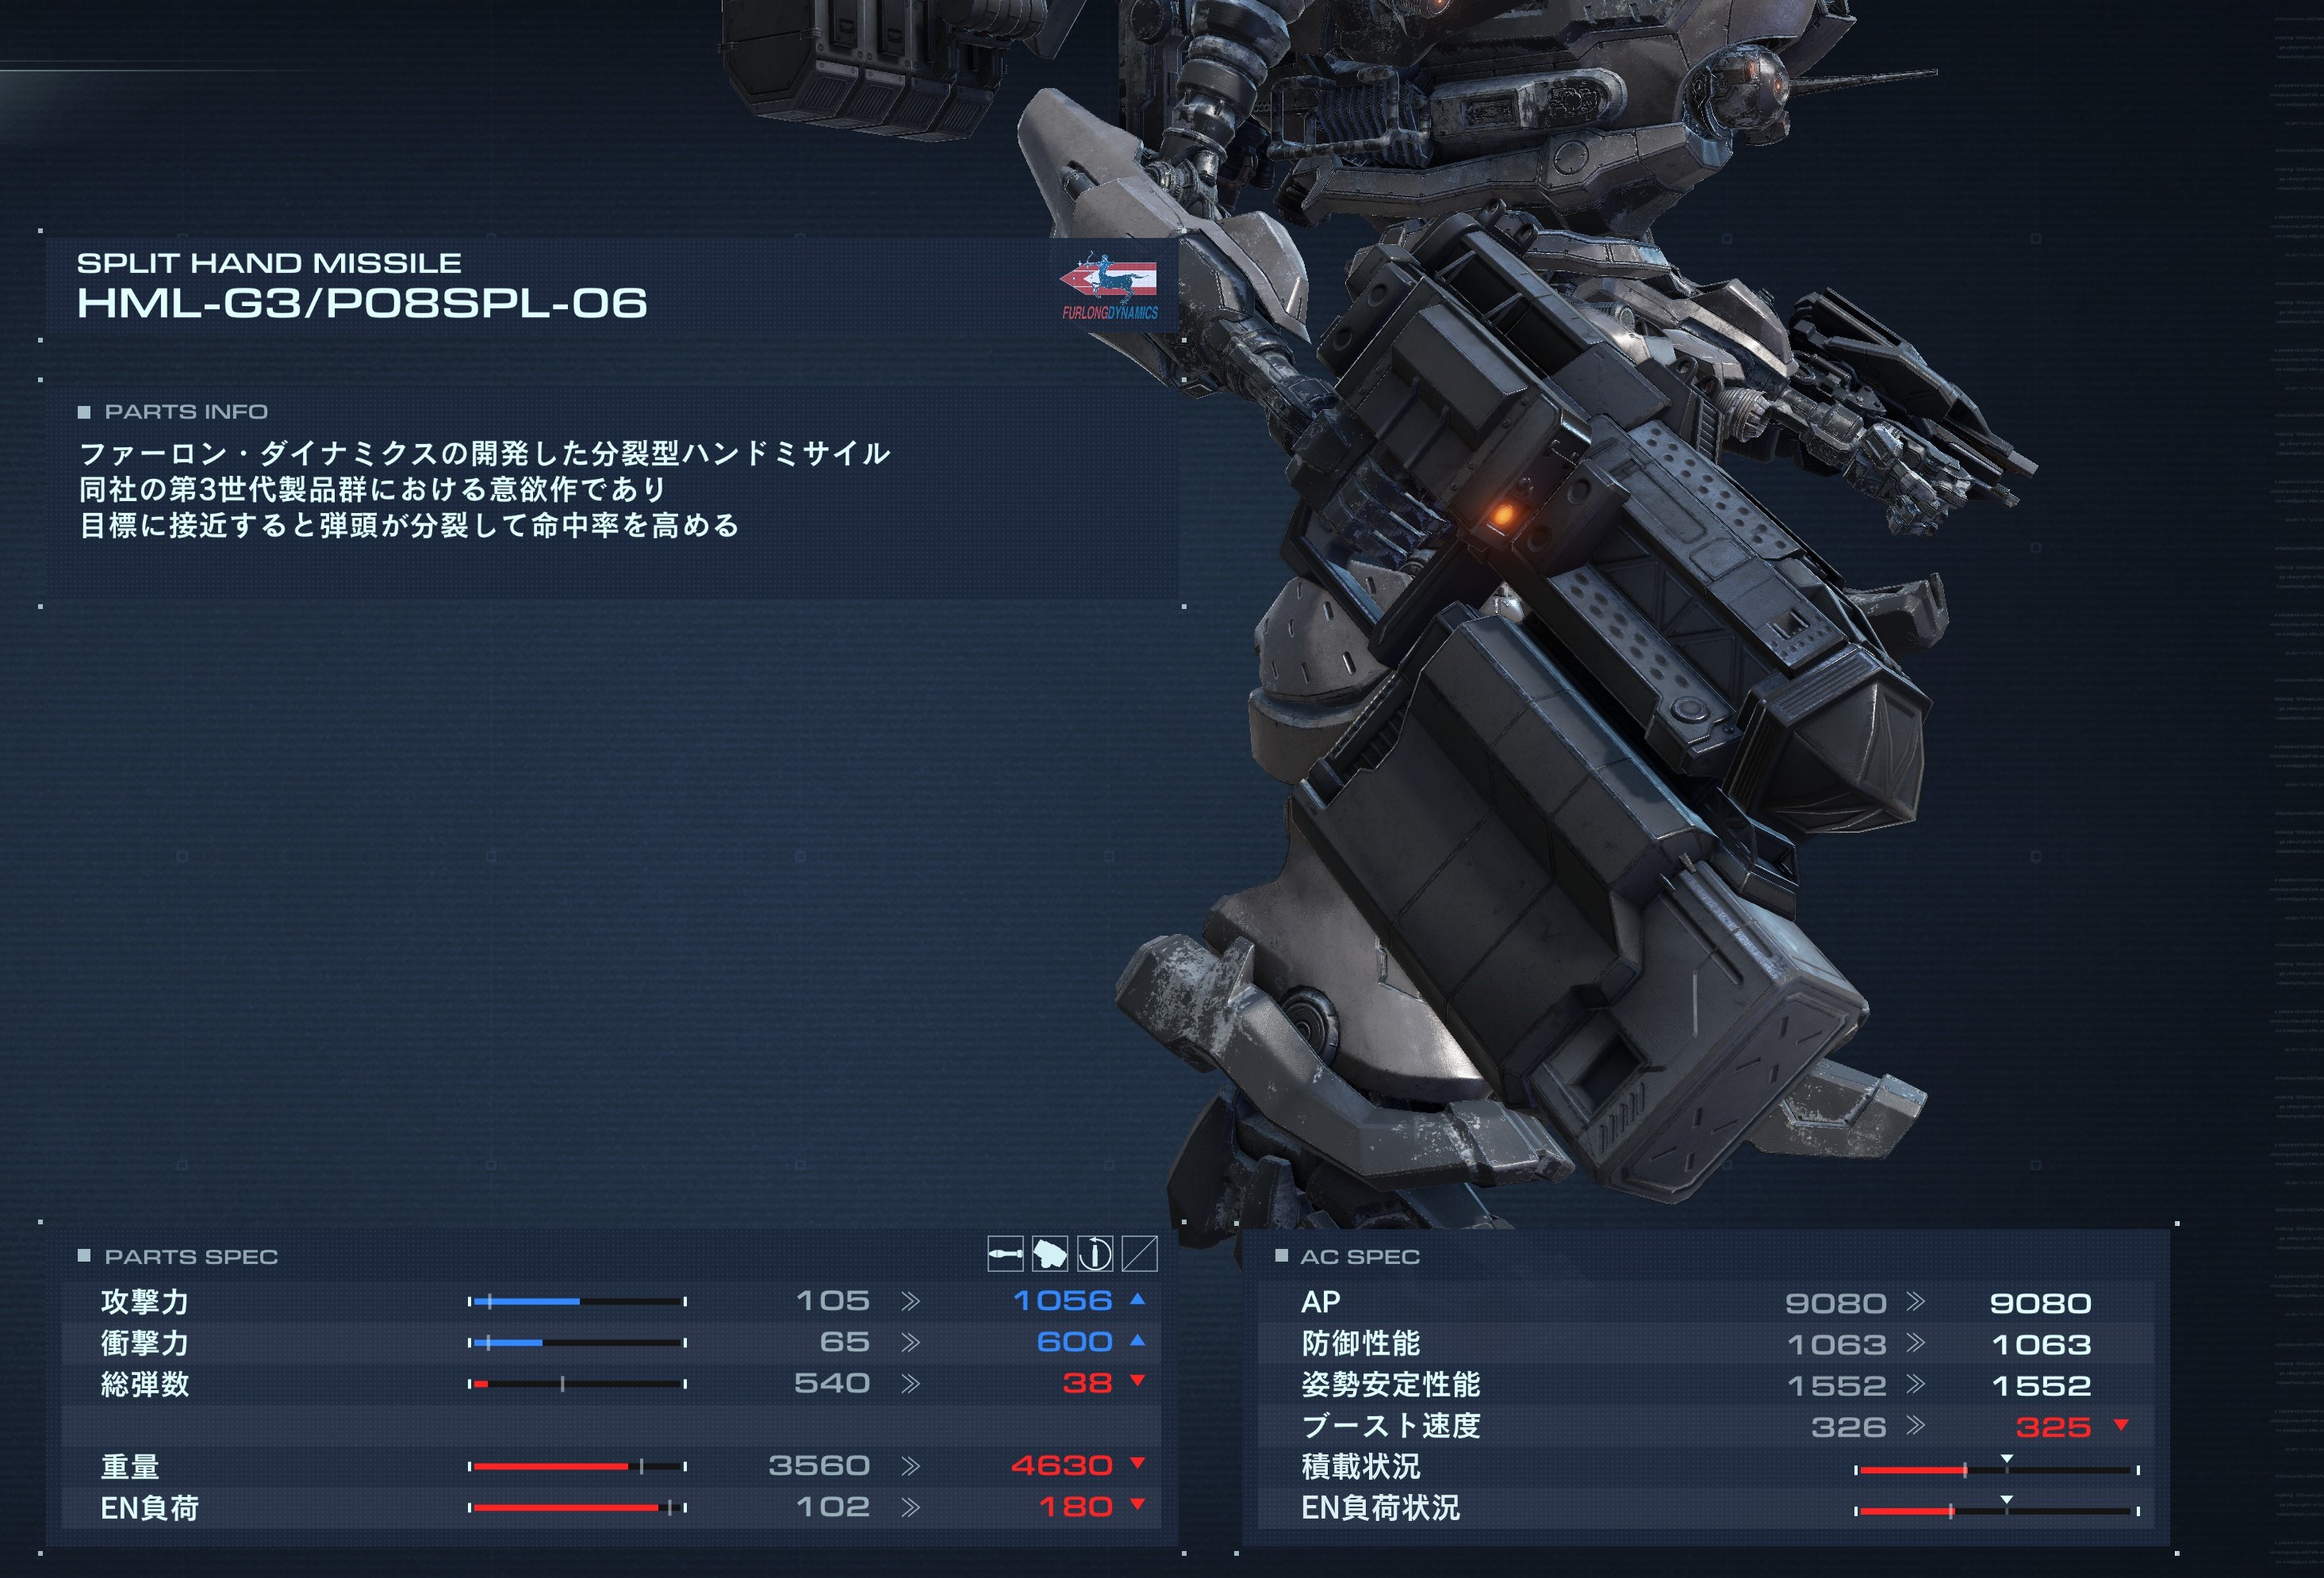 SPLIT HAND MISSILE
HML-G3/P08SPL-06
FURLONGDYNAMICS
PARTS INFO
ファーロン・ダイナミクスの開発した分裂型ハンドミサイル
同社の第3世代製品群における意欲作であり
目標に接近すると弾頭が分裂して命中率を高める
PARTS SPEC
攻撃力 105 1056
衝撃力 65 600
総弾数 540 38
重量 3560 4630
EN負荷 102 180
AC SPEC
AP 9080 9080
防御性能 1063 1063
姿勢安定性能 1552 1552
ブースト速度 326 325
積載状況
EN負荷状況